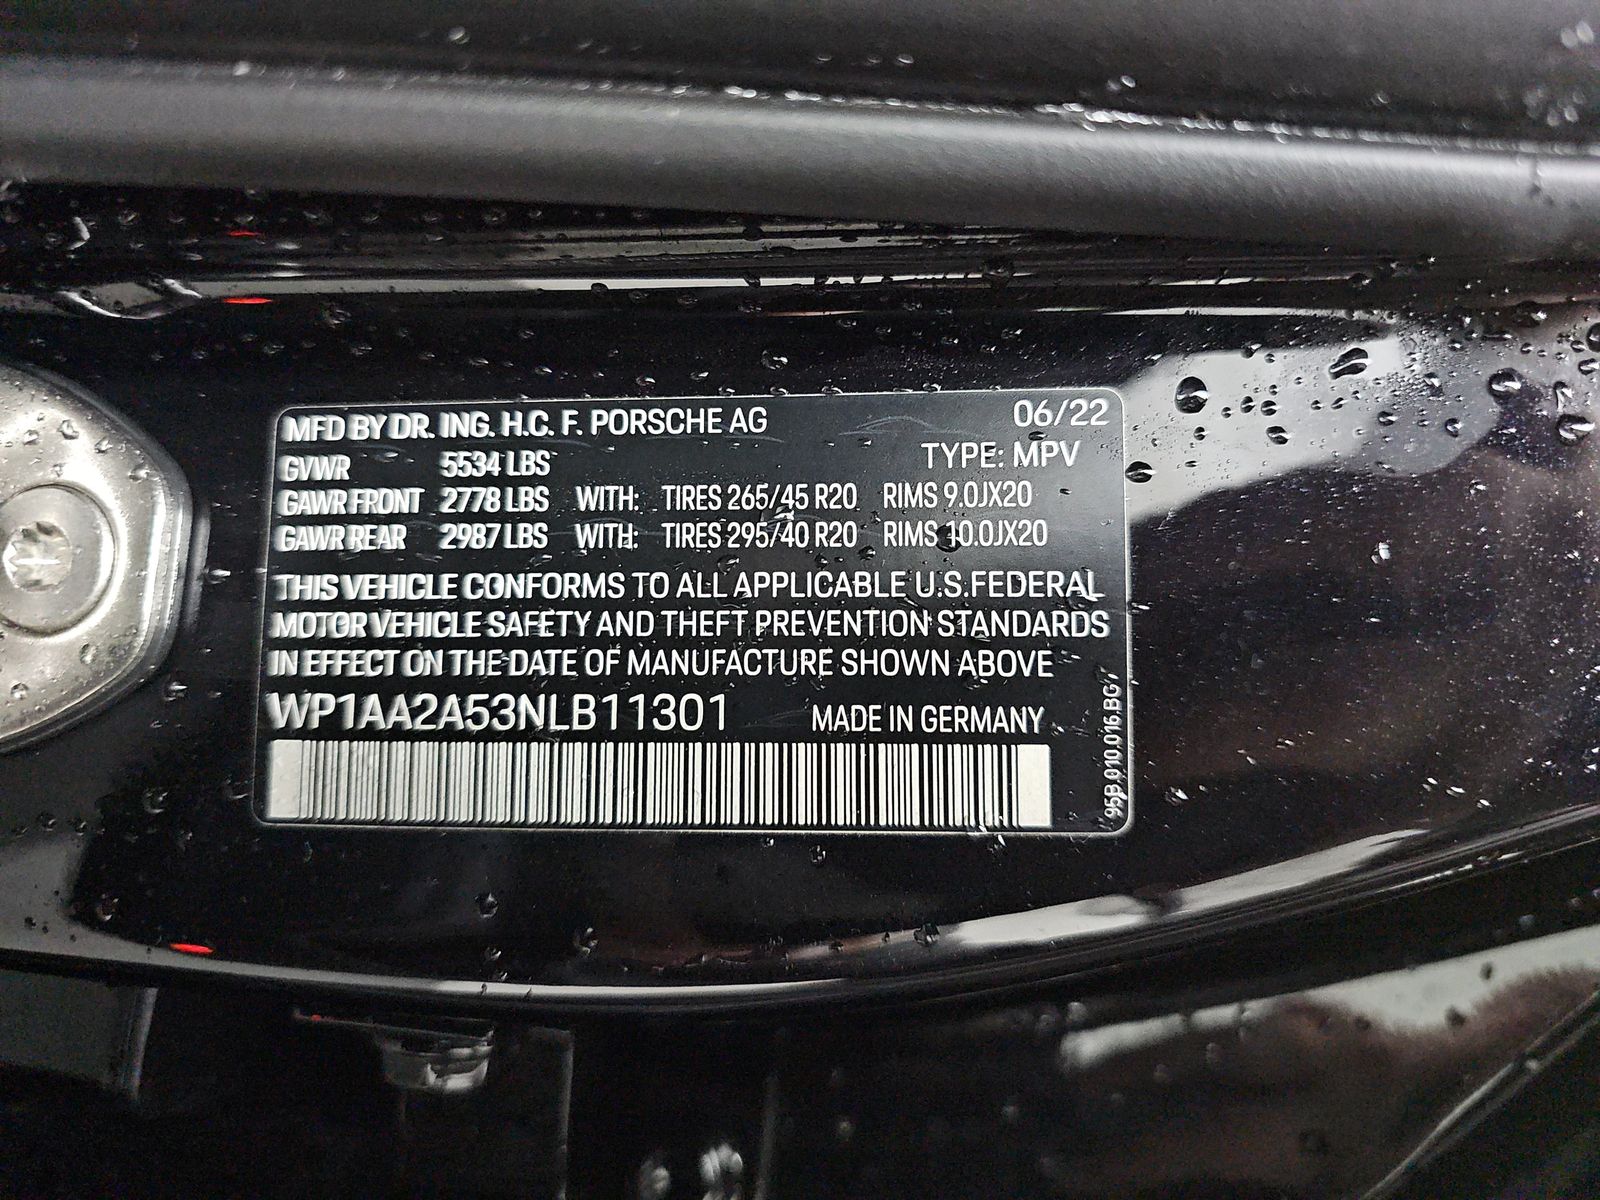 MFD BY DR. ING. H.C. F. PORSCHE AG 06/22
GVWR 5534 LBS TYPE: MPV
GAWR FRONT 2778 LBS WITH: TIRES 265/45 R20 RIMS 9.0JX20
GAWR REAR 2987 LBS WITH: TIRES 295/40 R20 RIMS 10.0JX20
THIS VEHICLE CONFORMS TO ALL APPLICABLE U.S.FEDERAL
MOTOR VEHICLE SAFETY AND THEFT PREVENTION STANDARDS
IN EFFECT ON THE DATE OF MANUFACTURE SHOWN ABOVE
WP1AA2A53NLB11301 MADE IN GERMANY
95B.010.016.BG